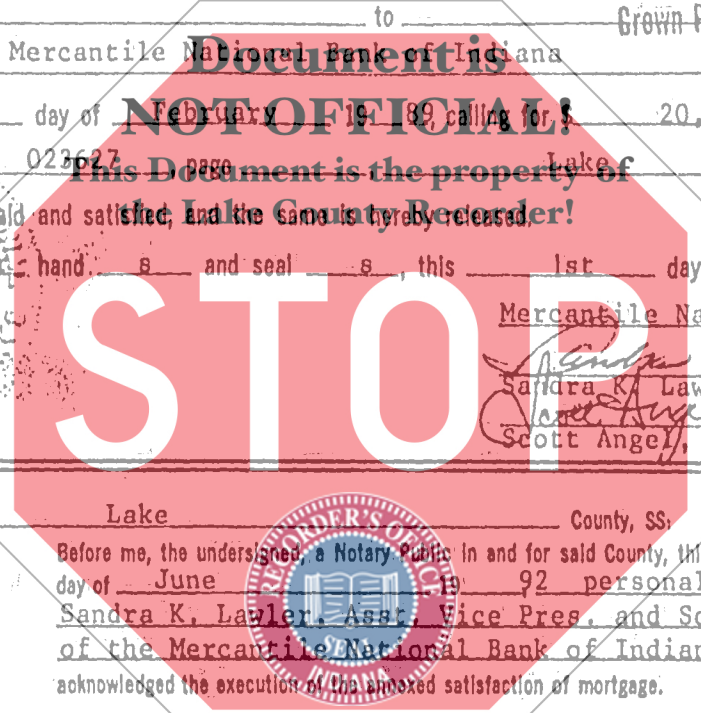 to Grown P
Mercantile National Bank of Indiana
Document is
day of February 19 89, calling for $ 20,
NOT OFFICIAL!
023627, page , Lake
This Document is the property of
aid and satisfied, and the same is hereby released.
the Lake County Recorder!
hand s and seal s, this 1st day
STOP
Mercantile Na
Sandra K. Law
Scott Angel,
Lake County, SS:
Before me, the undersigned, a Notary Public in and for said County, thi
day of June 19 92 personal
Sandra K. Lawler, Asst Vice Pres. and Sc
of the Mercantile National Bank of Indian
acknowledged the execution of the annexed satisfaction of mortgage.
RECORDER'S OFFICE
SEAL
INDIANA